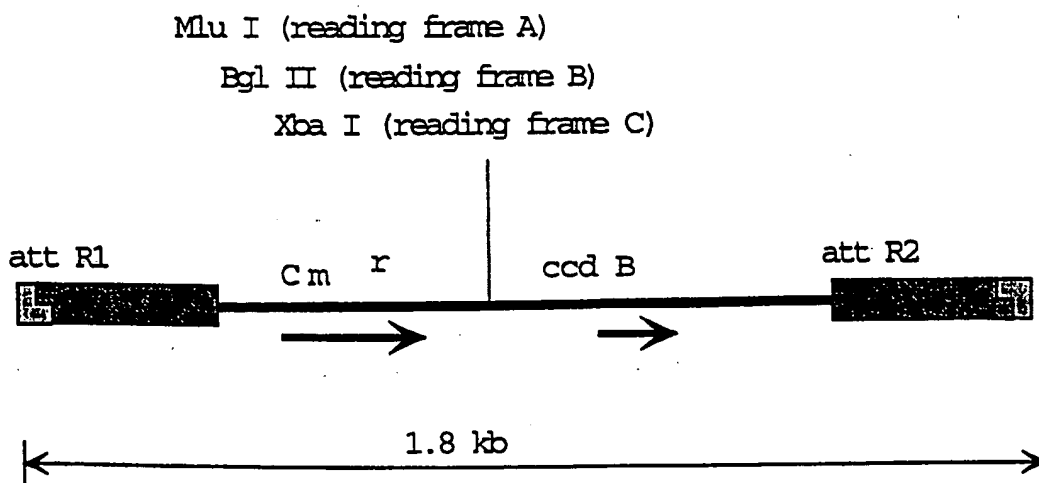 Mlu I (reading frame A)
Bgl II (reading frame B)
Xba I (reading frame C)
att R1
Cm r
ccd B
att R2
1.8 kb